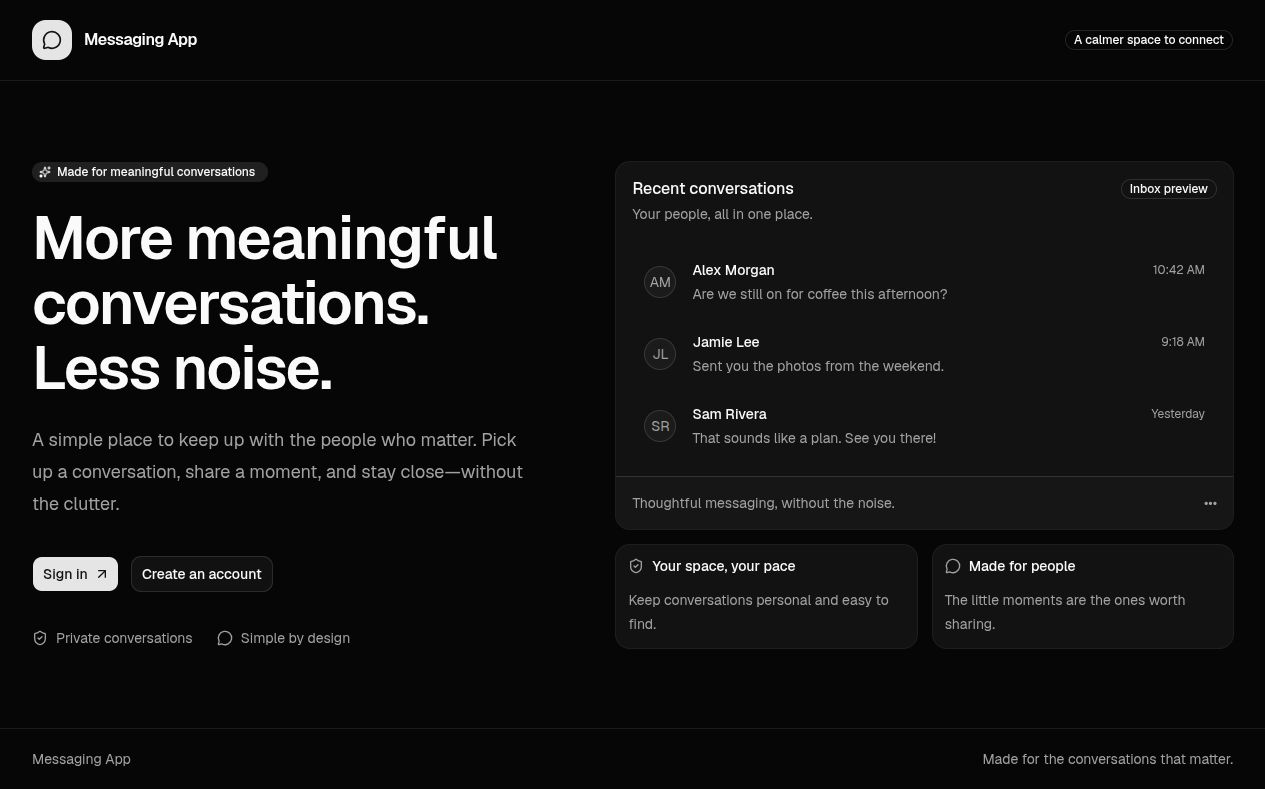 Messaging App
A calmer space to connect
Made for meaningful conversations
More meaningful
conversations.
Less noise.
A simple place to keep up with the people who matter. Pick
up a conversation, share a moment, and stay close—without
the clutter.
Sign in
Create an account
Private conversations
Simple by design
Recent conversations
Inbox preview
Your people, all in one place.
AM
Alex Morgan
10:42 AM
Are we still on for coffee this afternoon?
JL
Jamie Lee
9:18 AM
Sent you the photos from the weekend.
SR
Sam Rivera
Yesterday
That sounds like a plan. See you there!
Thoughtful messaging, without the noise.
Your space, your pace
Keep conversations personal and easy to
find.
Made for people
The little moments are the ones worth
sharing.
Messaging App
Made for the conversations that matter.